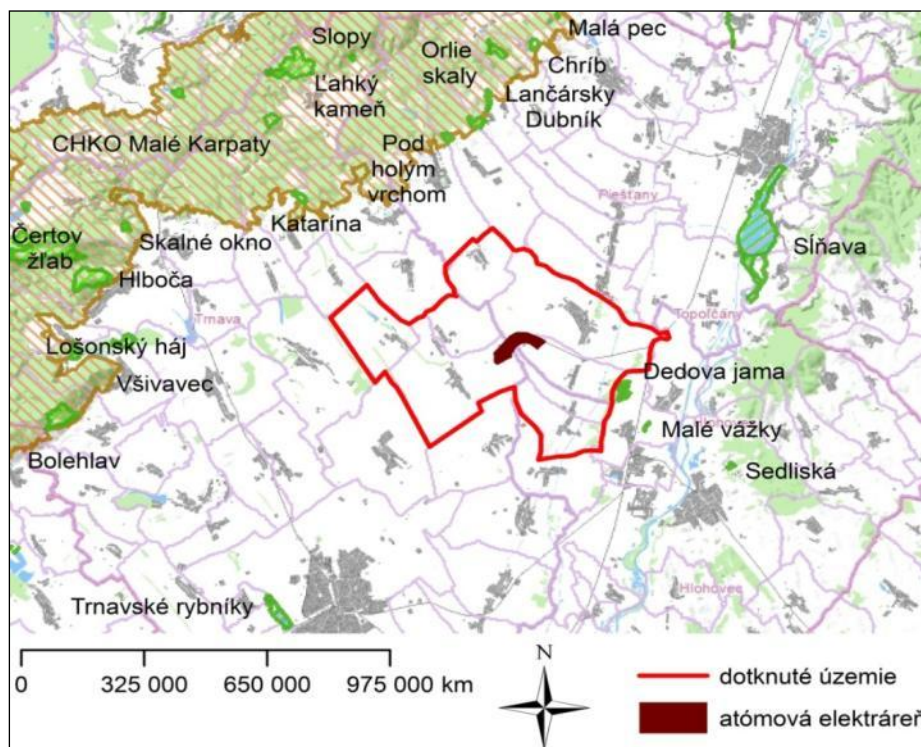 Malá pec
Slopy
Orlie
skaly
Chríb
Ľahký
kameň
Lančársky
Dubník
CHKO Malé Karpaty
Pod
holým
vrchom
Piešťany
Katarína
Čertov
žľab
Skalné okno
Síňava
Hlboča
Trnava
Topoľčany
Lošonský háj
Dedova jama
Všivavec
Malé vážky
Bolehlav
Sedliská
Hlohovec
Trnavské rybníky
N
0 325 000 650 000 975 000 km
dotknuté územie
atómová elektráreň